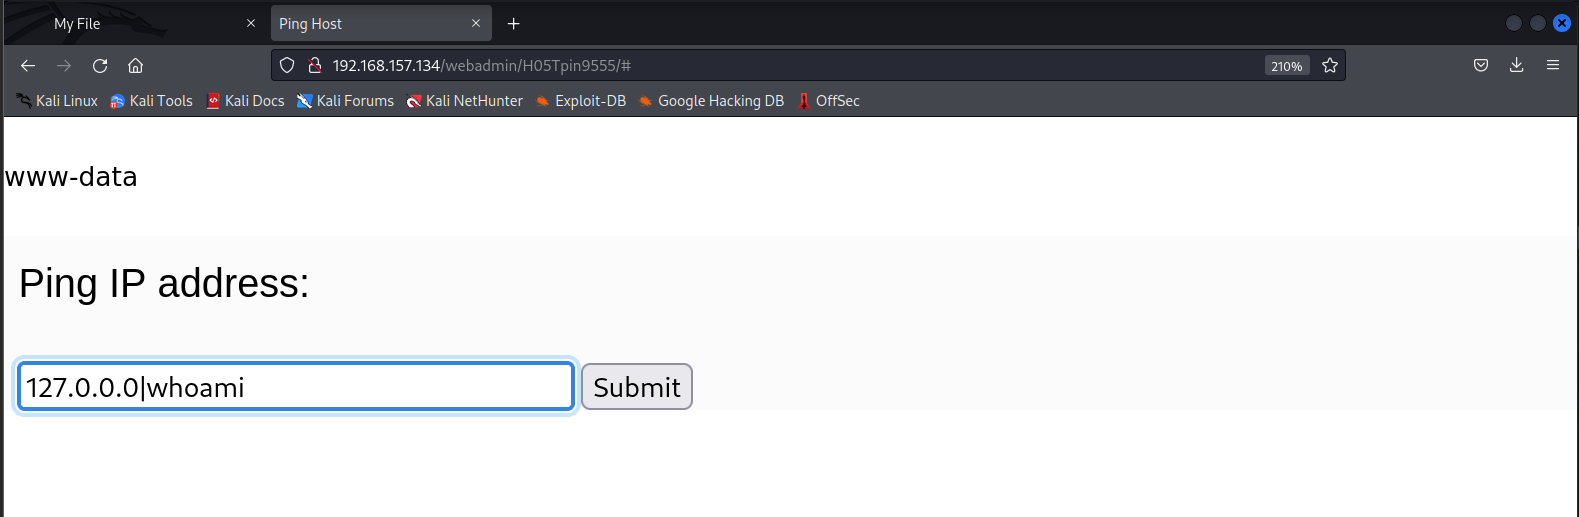 My File
Ping Host
192.168.157.134/webadmin/H05Tpin9555/#
210%
Kali Linux Kali Tools Kali Docs Kali Forums Kali NetHunter Exploit-DB Google Hacking DB OffSec
www-data
Ping IP address:
127.0.0.0|whoami
Submit